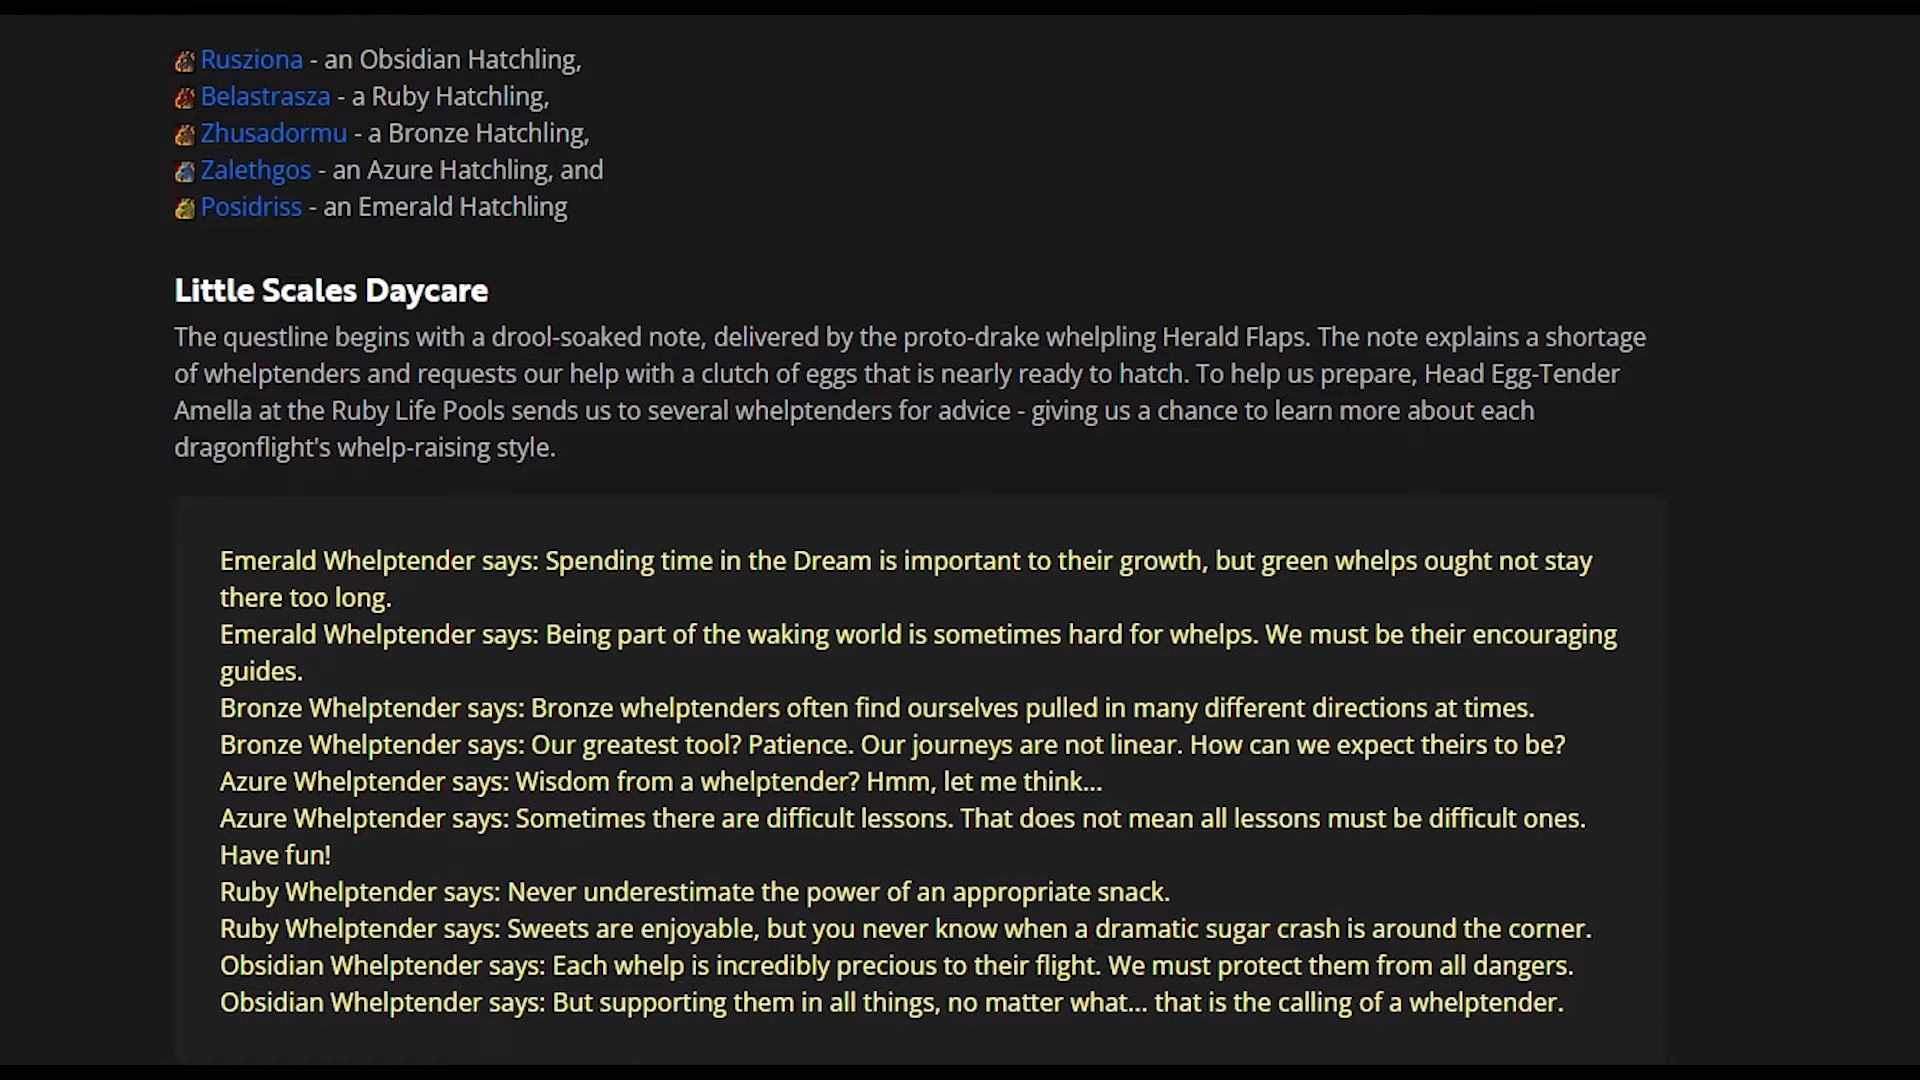 Rusziona - an Obsidian Hatchling,
Belastrasza - a Ruby Hatchling,
Zhusadormu - a Bronze Hatchling,
Zalethgos - an Azure Hatchling, and
Posidriss - an Emerald Hatchling
Little Scales Daycare
The questline begins with a drool-soaked note, delivered by the proto-drake whelpling Herald Flaps. The note explains a shortage
of whelptenders and requests our help with a clutch of eggs that is nearly ready to hatch. To help us prepare, Head Egg-Tender
Amella at the Ruby Life Pools sends us to several whelptenders for advice - giving us a chance to learn more about each
dragonflight's whelp-raising style.
Emerald Whelptender says: Spending time in the Dream is important to their growth, but green whelps ought not stay
there too long.
Emerald Whelptender says: Being part of the waking world is sometimes hard for whelps. We must be their encouraging
guides.
Bronze Whelptender says: Bronze whelptenders often find ourselves pulled in many different directions at times.
Bronze Whelptender says: Our greatest tool? Patience. Our journeys are not linear. How can we expect theirs to be?
Azure Whelptender says: Wisdom from a whelptender? Hmm, let me think...
Azure Whelptender says: Sometimes there are difficult lessons. That does not mean all lessons must be difficult ones.
Have fun!
Ruby Whelptender says: Never underestimate the power of an appropriate snack.
Ruby Whelptender says: Sweets are enjoyable, but you never know when a dramatic sugar crash is around the corner.
Obsidian Whelptender says: Each whelp is incredibly precious to their flight. We must protect them from all dangers.
Obsidian Whelptender says: But supporting them in all things, no matter what... that is the calling of a whelptender.